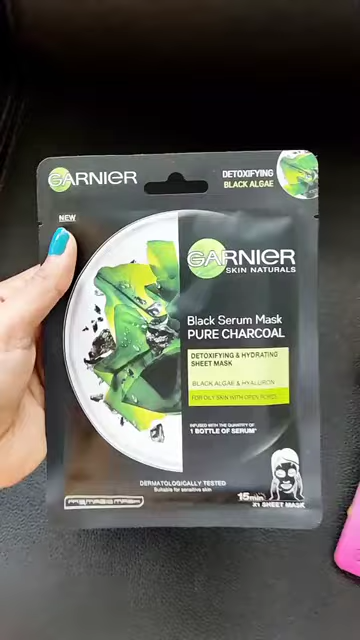 GARNIER
DETOXIFYING
BLACK ALGAE
NEW
GARNIER
SKIN NATURALS
Black Serum Mask
PURE CHARCOAL
DETOXIFYING & HYDRATING
SHEET MASK
BLACK ALGAE & HYALURON
FOR OILY SKIN WITH OPEN PORES
INFUSED WITH THE QUANTITY OF
1 BOTTLE OF SERUM*
DERMATOLOGICALLY TESTED
Suitable for sensitive skin
15min
X1 SHEET MASK